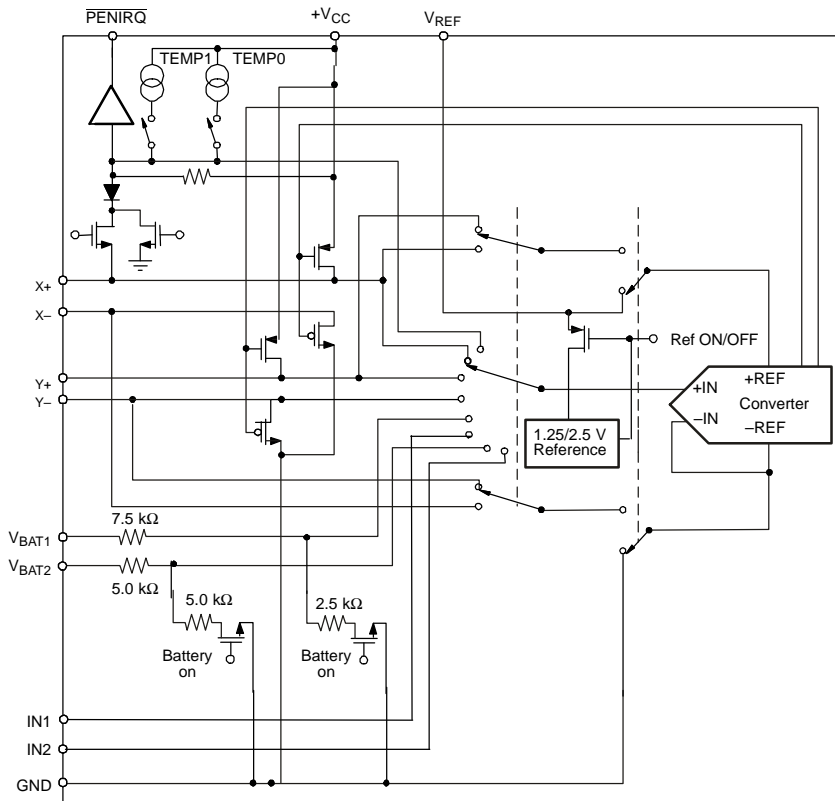 PENIRQ
+VCC
VREF
TEMP1
TEMP0
X+
X–
Ref ON/OFF
Y+
Y–
+IN
+REF
Converter
–IN
–REF
1.25/2.5 V
Reference
7.5 kΩ
VBAT1
VBAT2
5.0 kΩ
5.0 kΩ
2.5 kΩ
Battery
on
Battery
on
IN1
IN2
GND